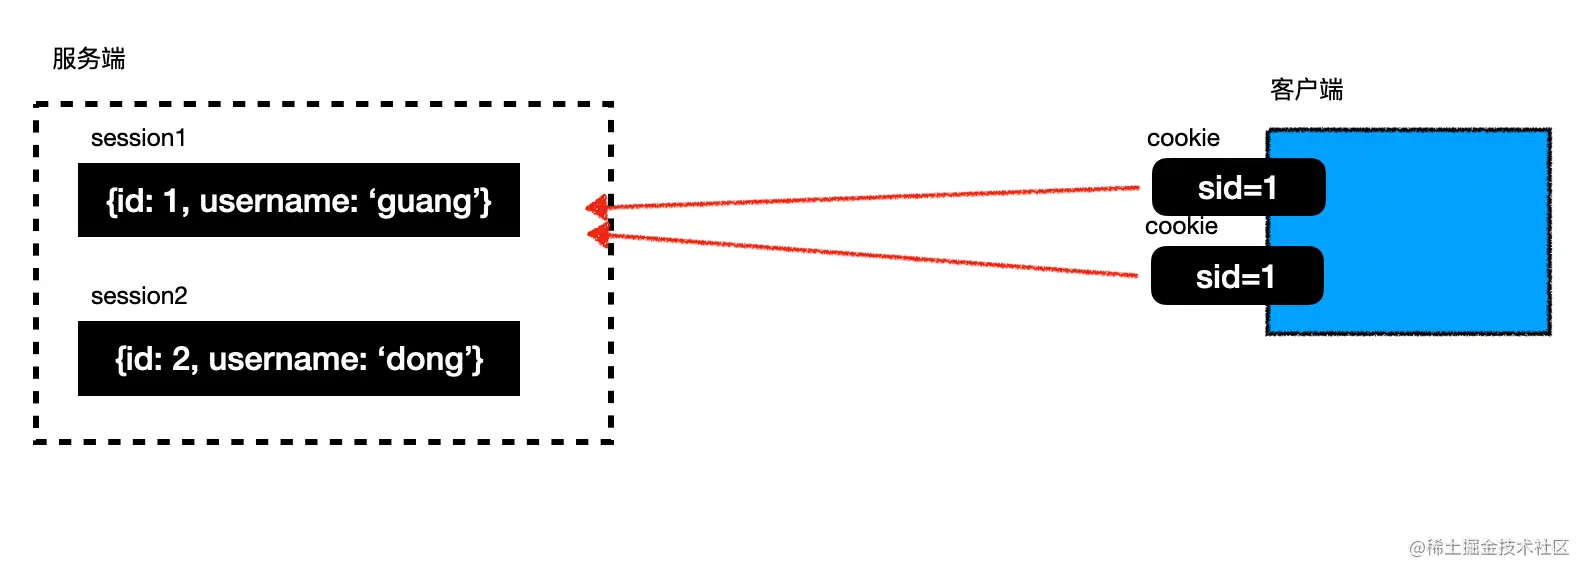 服务端
session1
{id: 1, username: ‘guang’}
session2
{id: 2, username: ‘dong’}
客户端
cookie
sid=1
cookie
sid=1
@稀土掘金技术社区